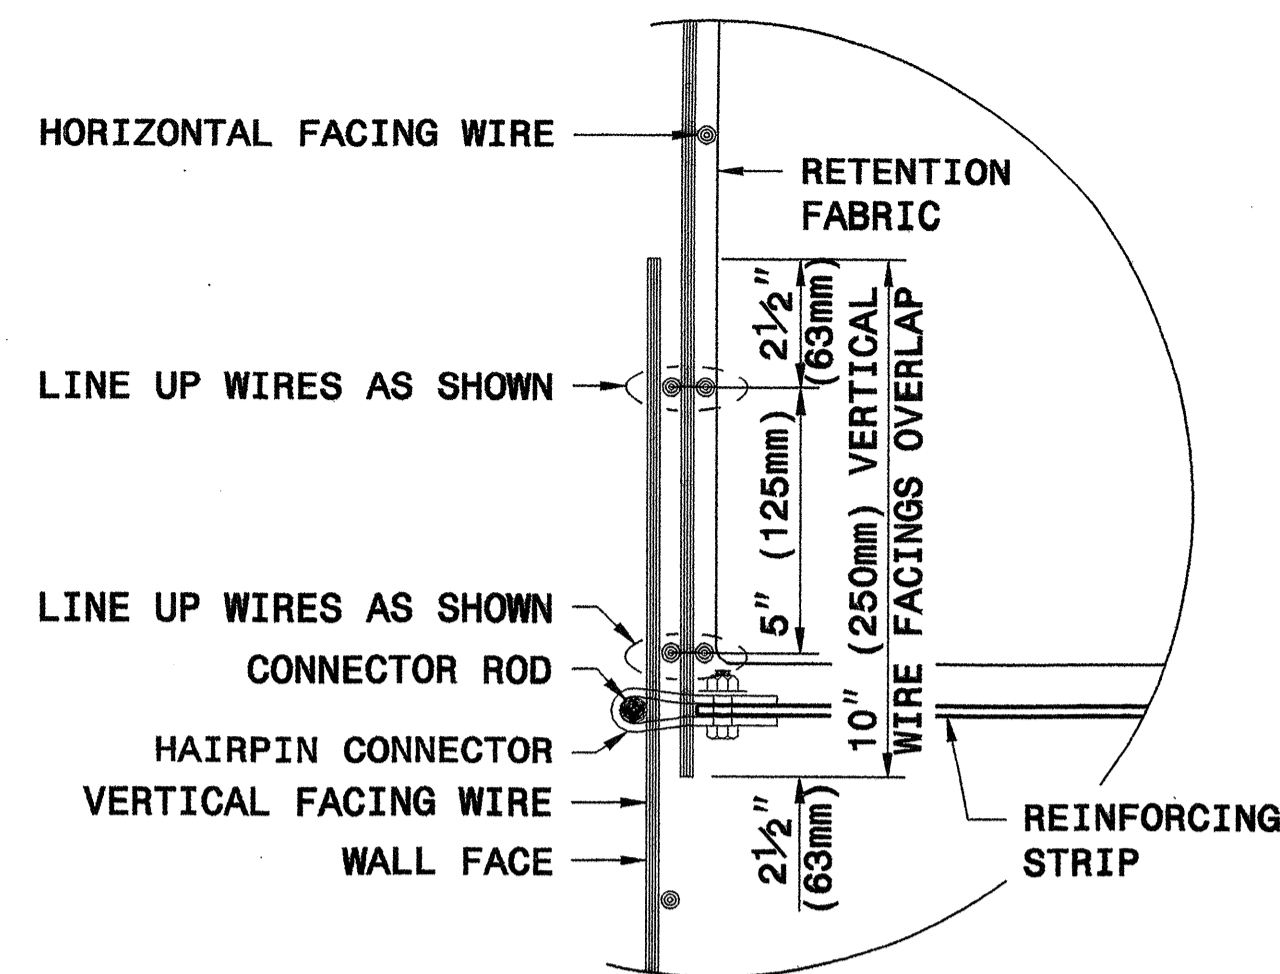 HORIZONTAL FACING WIRE
RETENTION
FABRIC
2½"
(63mm)
LINE UP WIRES AS SHOWN
5" (125mm)
10" (250mm) VERTICAL
WIRE FACINGS OVERLAP
LINE UP WIRES AS SHOWN
CONNECTOR ROD
HAIRPIN CONNECTOR
VERTICAL FACING WIRE
WALL FACE
2½"
(63mm)
REINFORCING
STRIP